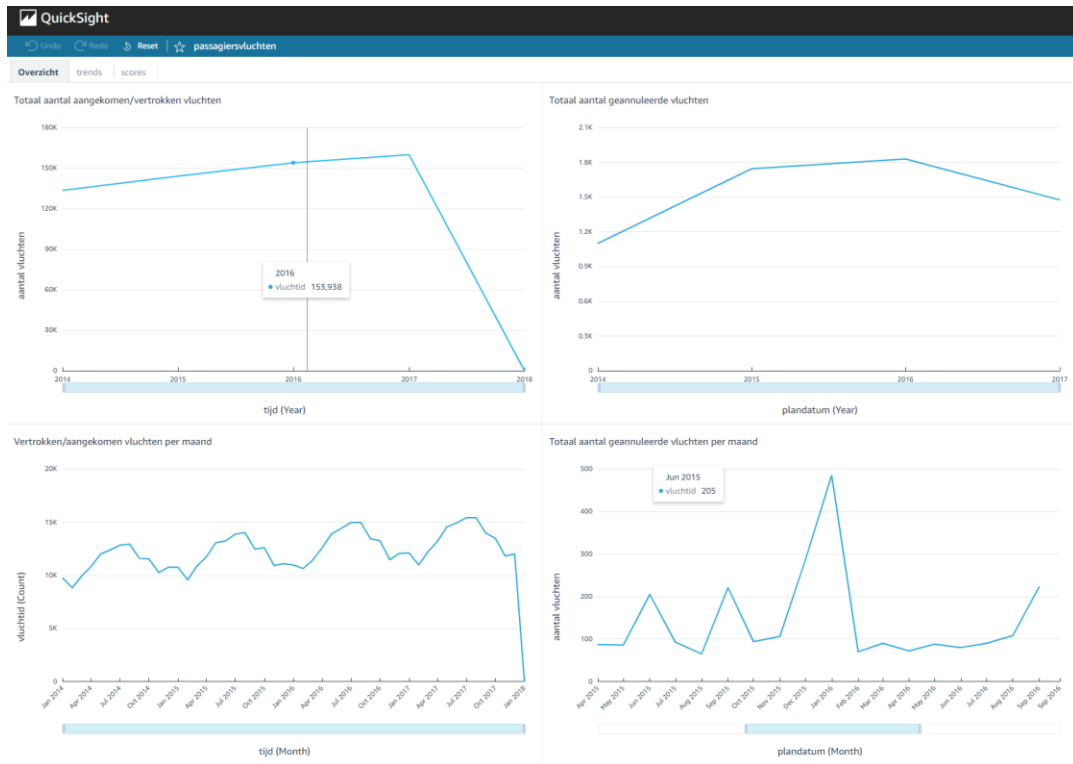 QuickSight
Undo Redo Reset passagiersvluchten
Overzicht trends scores
Totaal aantal aangekomen/vertrokken vluchten
180K
150K
120K
90K
60K
30K
0
aantal vluchten
2016
vluchtid 153,938
2014 2015 2016 2017 2018
tijd (Year)
Totaal aantal geannuleerde vluchten
2.1K
1.8K
1.5K
1.2K
0.9K
0.6K
0.3K
0
aantal vluchten
2014 2015 2016 2017
plandatum (Year)
Vertrokken/aangekomen vluchten per maand
20K
15K
10K
5K
0
vluchtid (Count)
Jan 2014 Apr 2014 Jul 2014 Oct 2014 Jan 2015 Apr 2015 Jul 2015 Oct 2015 Jan 2016 Apr 2016 Jul 2016 Oct 2016 Jan 2017 Apr 2017 Jul 2017 Oct 2017 Jan 2018
tijd (Month)
Totaal aantal geannuleerde vluchten per maand
500
400
300
200
100
0
aantal vluchten
Jun 2015
vluchtid 205
Apr 2015 May 2015 Jun 2015 Jul 2015 Aug 2015 Sep 2015 Oct 2015 Nov 2015 Dec 2015 Jan 2016 Feb 2016 Mar 2016 Apr 2016 May 2016 Jun 2016 Jul 2016 Aug 2016 Sep 2016 Sep 2016
plandatum (Month)